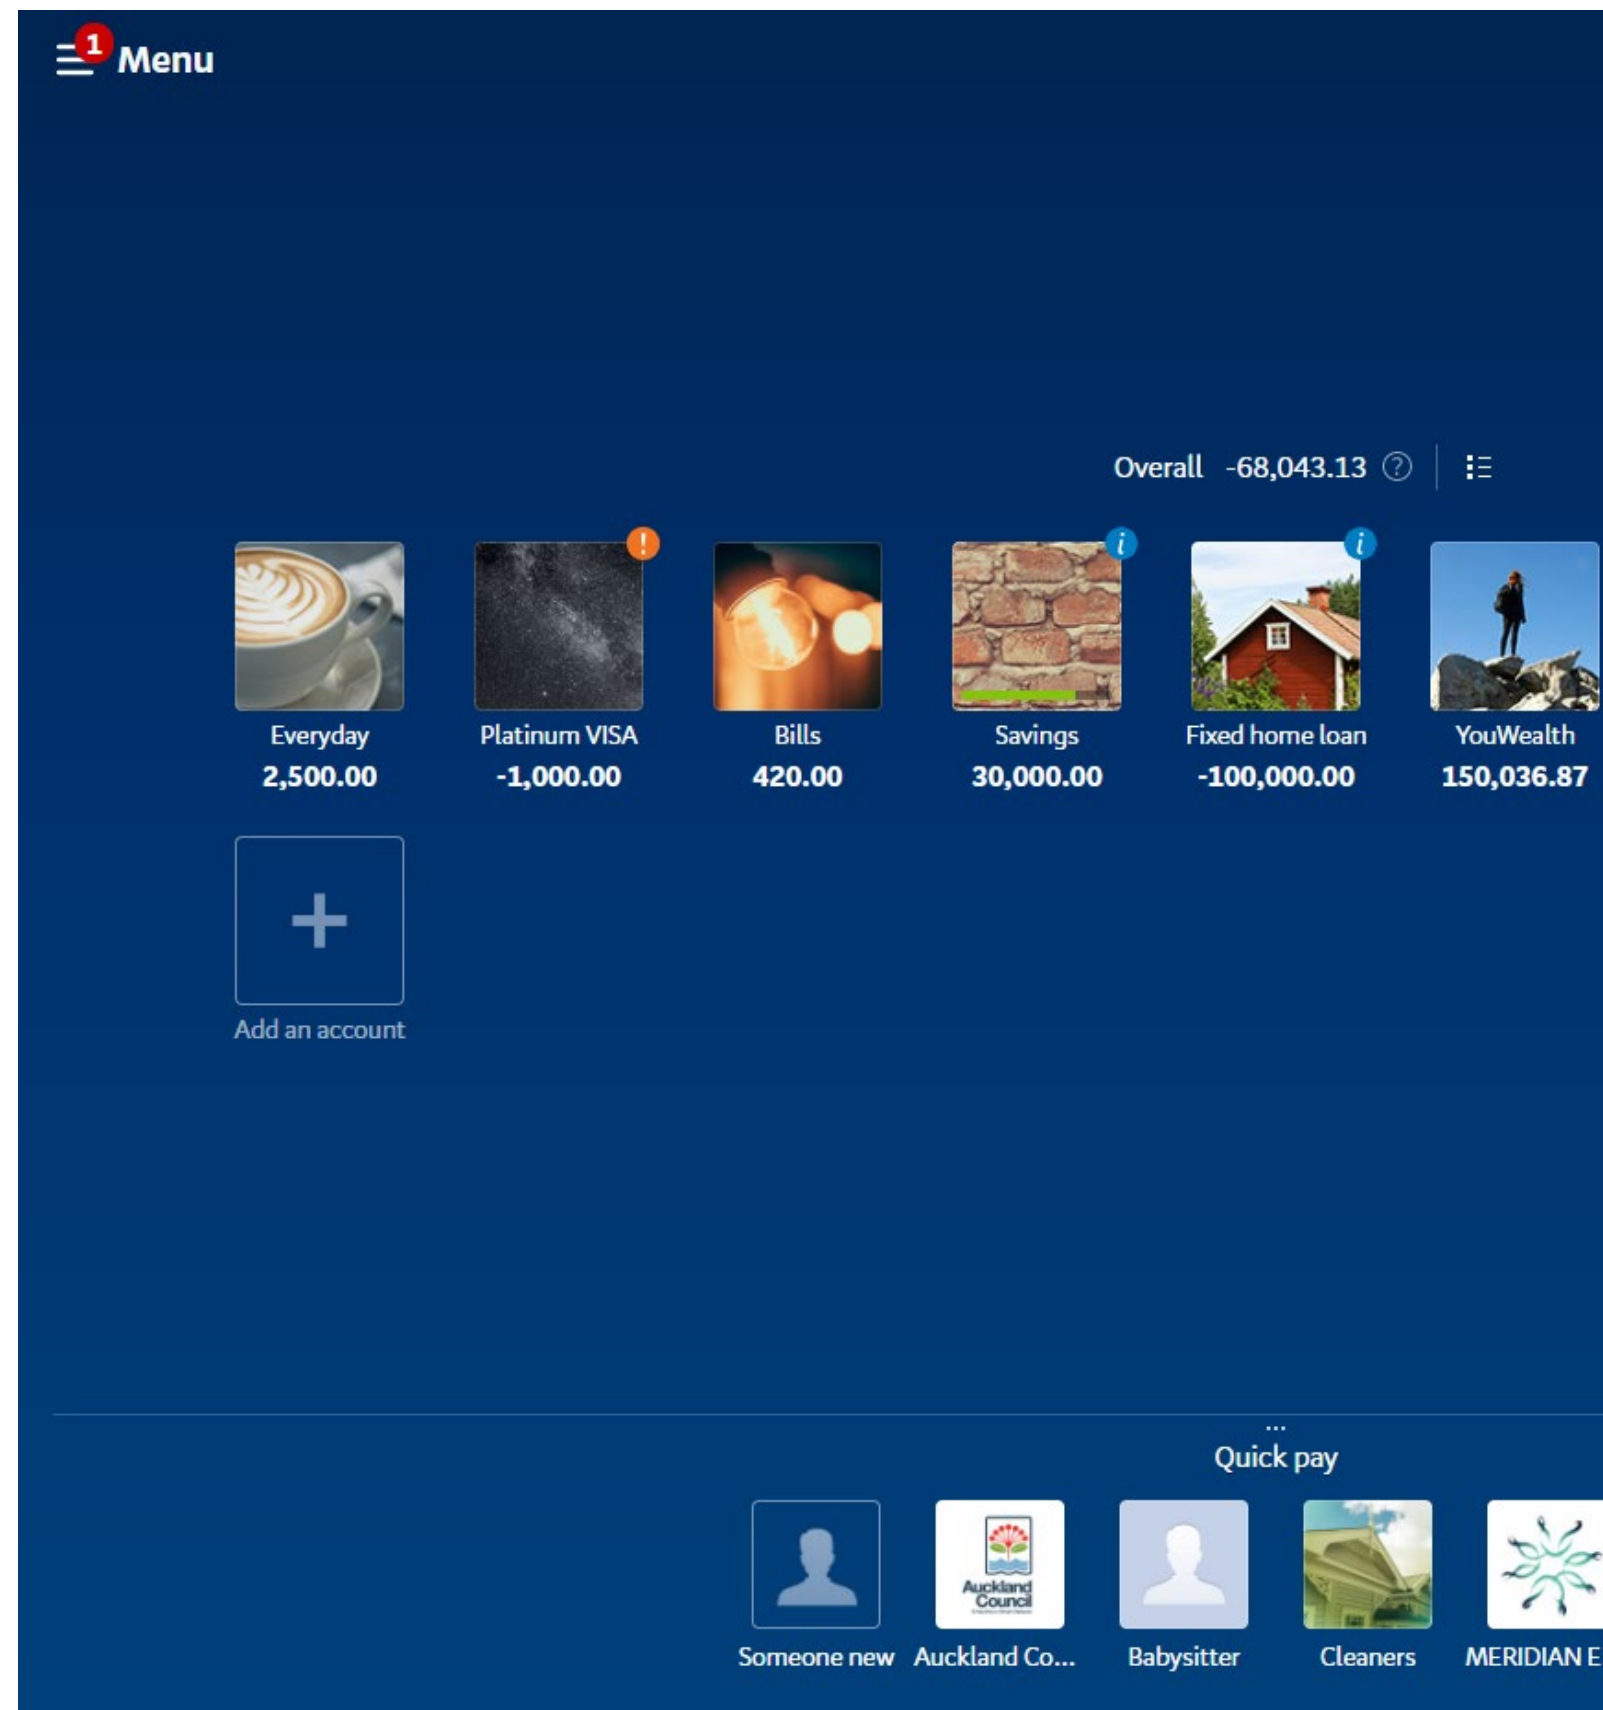 1
Menu
Overall -68,043.13 ?
! i i
Everyday Platinum VISA Bills Savings Fixed home loan YouWealth
2,500.00 -1,000.00 420.00 30,000.00 -100,000.00 150,036.87
Add an account
...
Quick pay
Auckland
Council
Someone new Auckland Co... Babysitter Cleaners MERIDIAN E